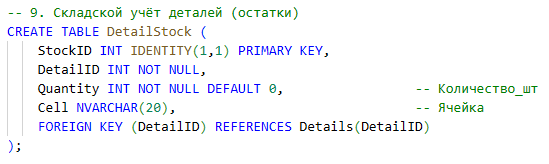 -- 9. Складской учёт деталей (остатки)
CREATE TABLE DetailStock (
    StockID INT IDENTITY(1,1) PRIMARY KEY,
    DetailID INT NOT NULL,
    Quantity INT NOT NULL DEFAULT 0,                -- Количество_шт
    Cell NVARCHAR(20),                              -- Ячейка
    FOREIGN KEY (DetailID) REFERENCES Details(DetailID)
);